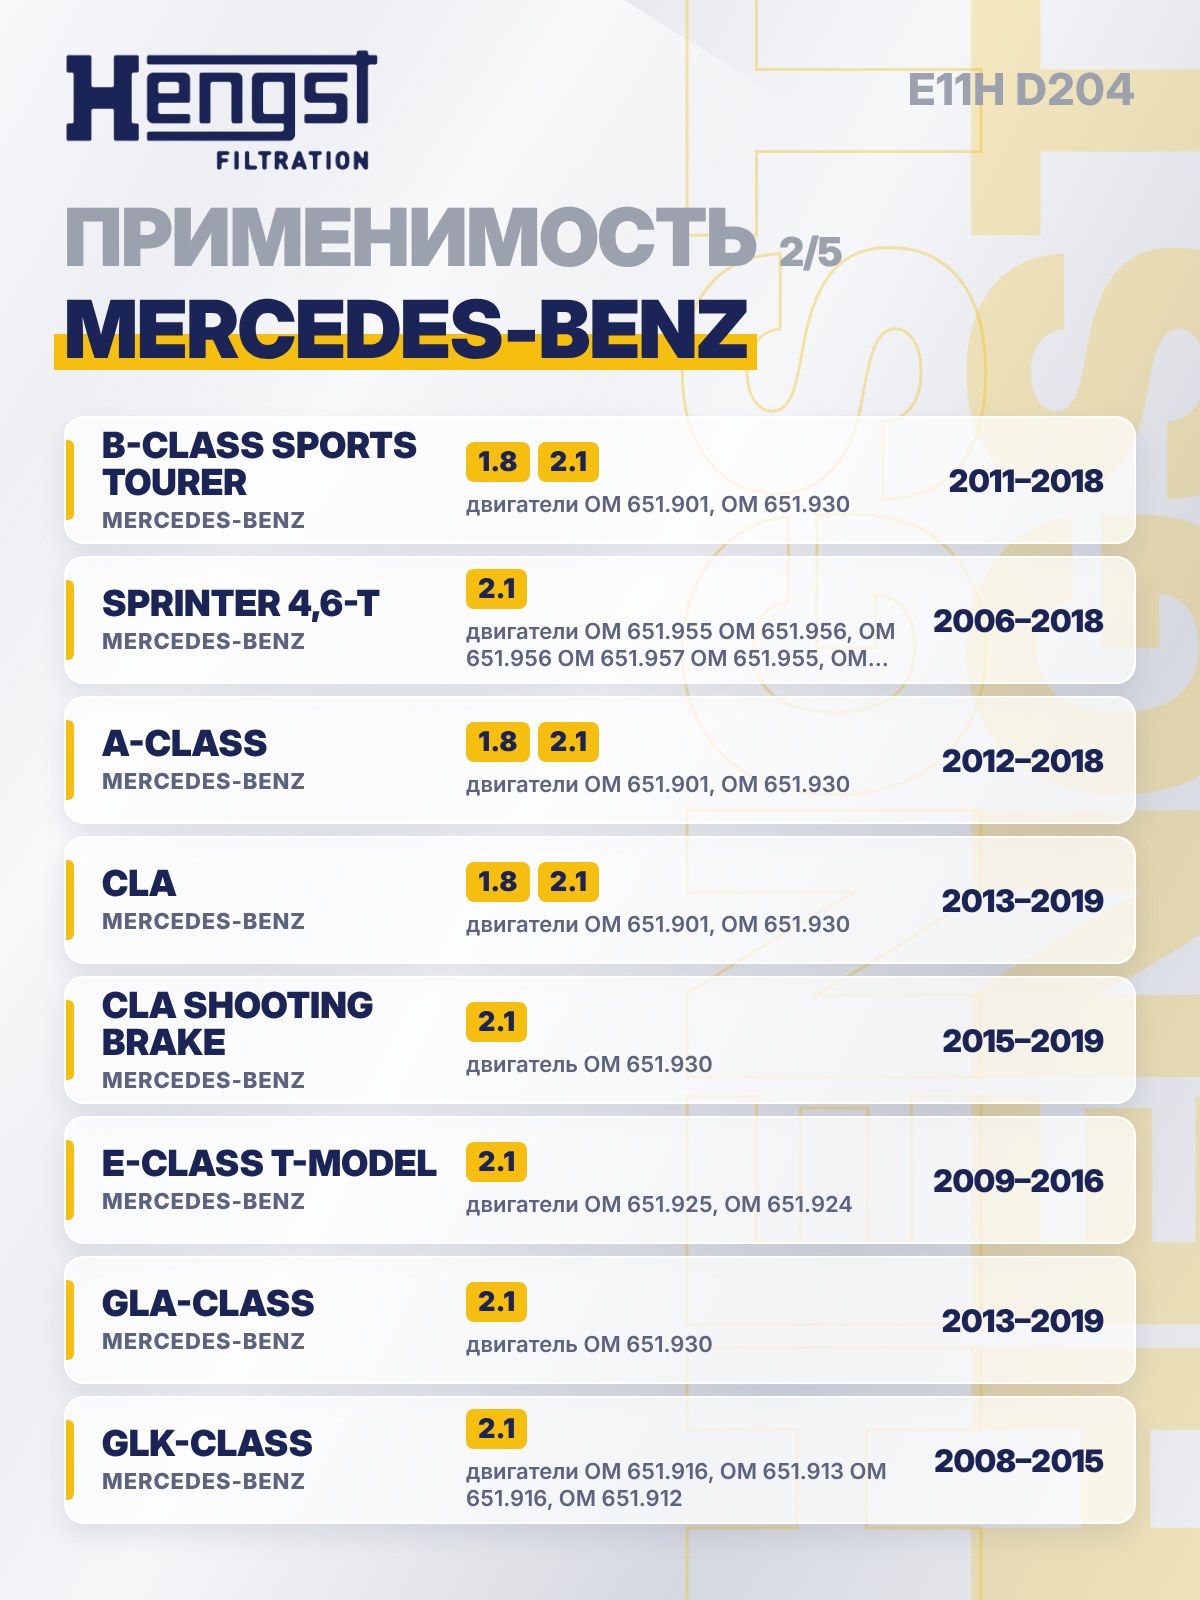 Hengst
FILTRATION
E11H D204
ПРИМЕНИМОСТЬ 2/5
MERCEDES-BENZ
B-CLASS SPORTS
TOURER
MERCEDES-BENZ
1.8 2.1
двигатели OM 651.901, OM 651.930
2011–2018
SPRINTER 4,6-T
MERCEDES-BENZ
2.1
двигатели OM 651.955 OM 651.956, OM
651.956 OM 651.957 OM 651.955, OM...
2006–2018
A-CLASS
MERCEDES-BENZ
1.8 2.1
двигатели OM 651.901, OM 651.930
2012–2018
CLA
MERCEDES-BENZ
1.8 2.1
двигатели OM 651.901, OM 651.930
2013–2019
CLA SHOOTING
BRAKE
MERCEDES-BENZ
2.1
двигатель OM 651.930
2015–2019
E-CLASS T-MODEL
MERCEDES-BENZ
2.1
двигатели OM 651.925, OM 651.924
2009–2016
GLA-CLASS
MERCEDES-BENZ
2.1
двигатель OM 651.930
2013–2019
GLK-CLASS
MERCEDES-BENZ
2.1
двигатели OM 651.916, OM 651.913 OM
651.916, OM 651.912
2008–2015
HENGST
HENGST